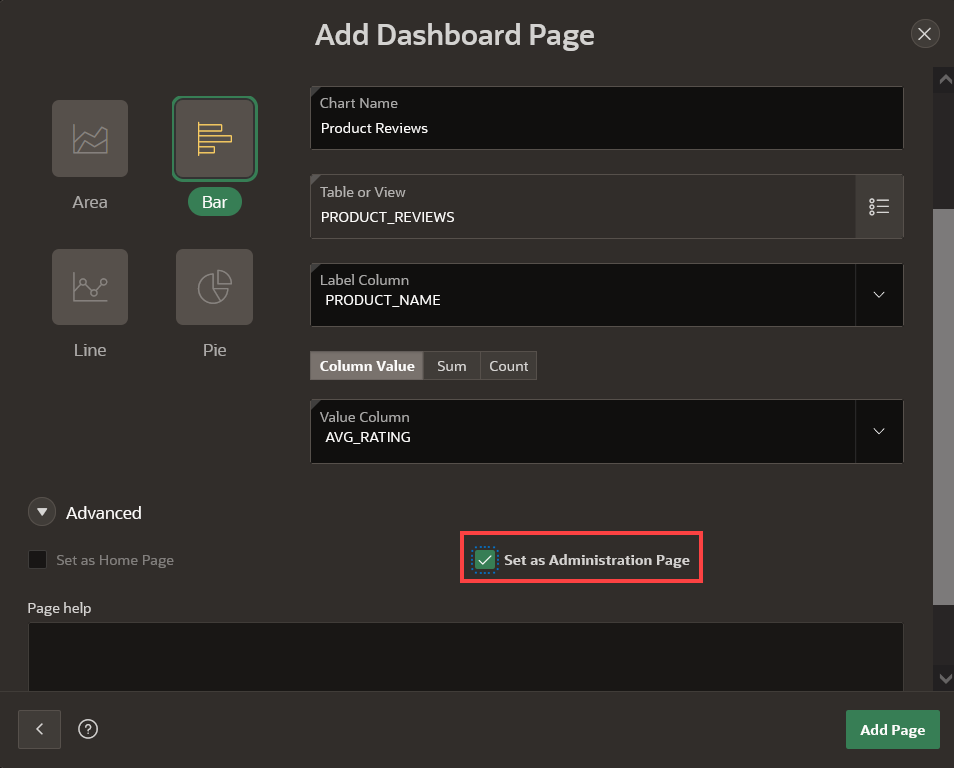 Add Dashboard Page
Area
Bar
Line
Pie
Chart Name
Product Reviews
Table or View
PRODUCT_REVIEWS
Label Column
PRODUCT_NAME
Column Value Sum Count
Value Column
AVG_RATING
Advanced
Set as Home Page Set as Administration Page
Page help
?
Add Page